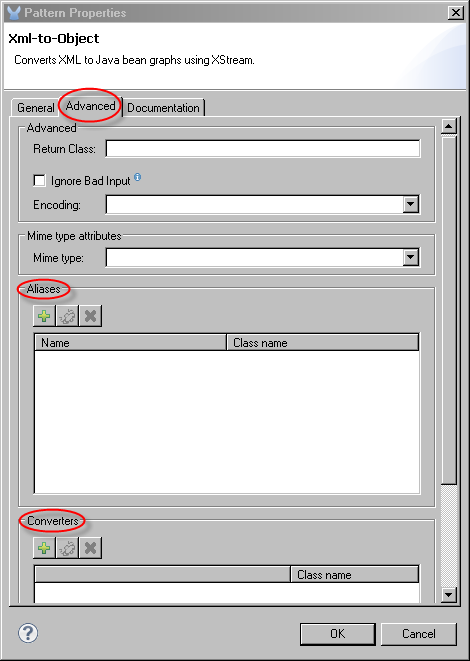 Pattern Properties
Xml-to-Object
Converts XML to Java bean graphs using XStream.
General Advanced Documentation
Advanced
Return Class:
Ignore Bad Input
Encoding:
Mime type attributes
Mime type:
Aliases
Name Class name
Converters
Class name
OK Cancel